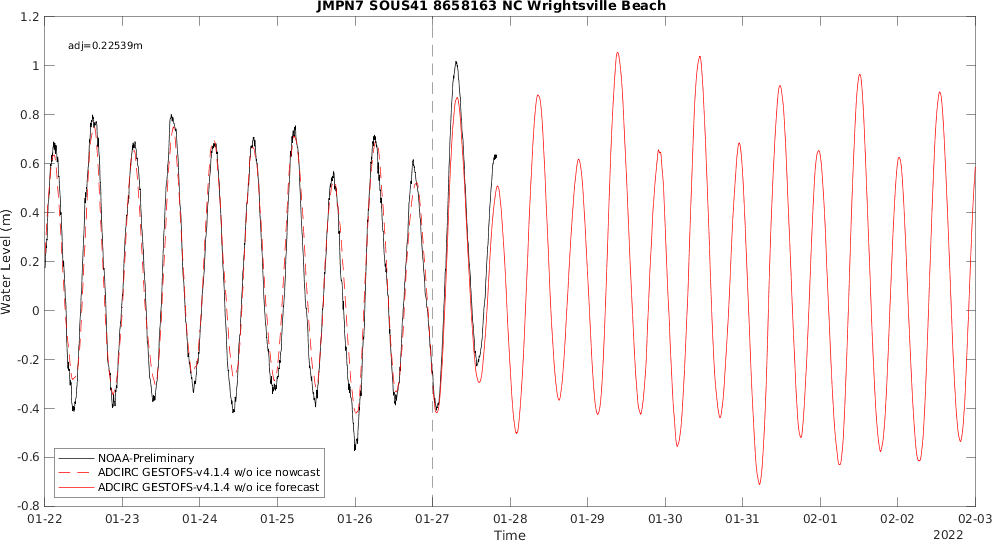 JMPN7 SOUS41 8658163 NC Wrightsville Beach
adj=0.22539m
Water Level (m)
1.2
1
0.8
0.6
0.4
0.2
0
-0.2
-0.4
-0.6
-0.8
NOAA-Preliminary
ADCIRC GESTOFS-v4.1.4 w/o ice nowcast
ADCIRC GESTOFS-v4.1.4 w/o ice forecast
01-22 01-23 01-24 01-25 01-26 01-27 01-28 01-29 01-30 01-31 02-01 02-02 02-03
Time
2022